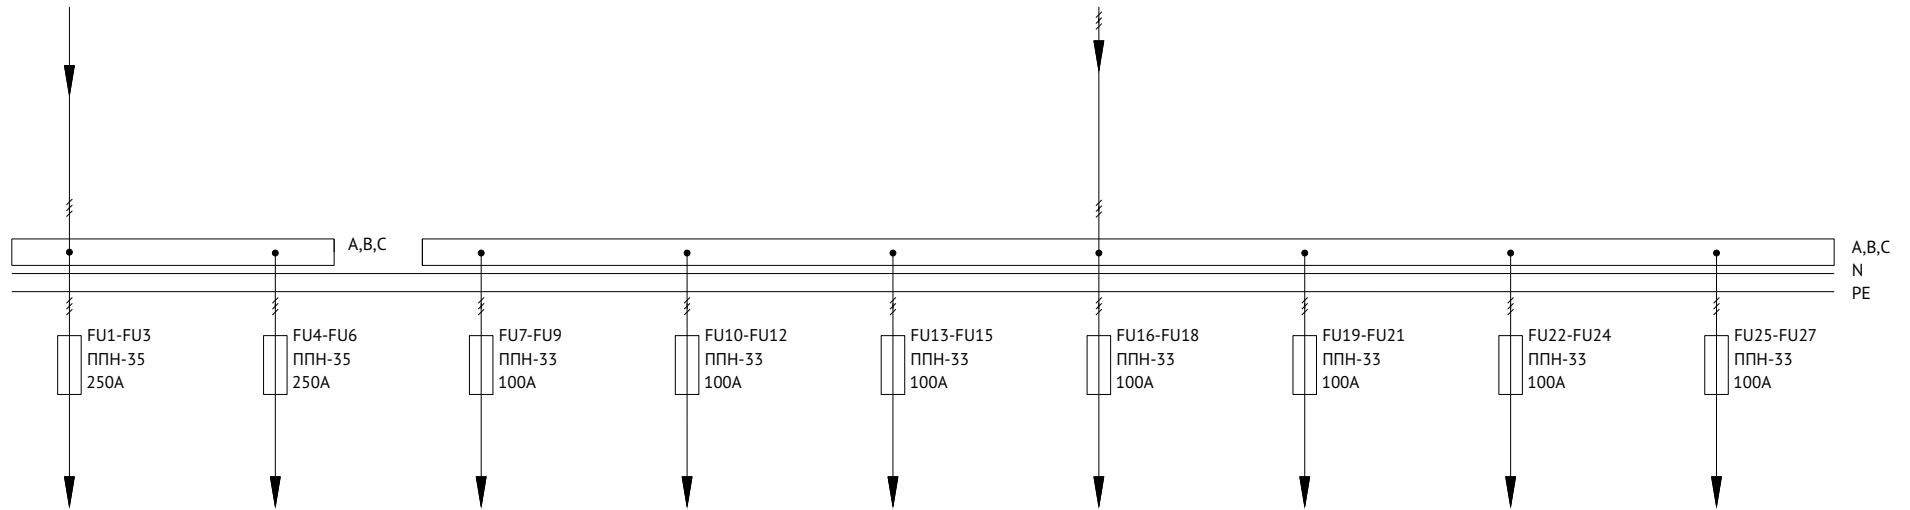 A,B,C
A,B,C
N
PE
FU1-FU3
ППН-35
250А
FU4-FU6
ППН-35
250А
FU7-FU9
ППН-33
100А
FU10-FU12
ППН-33
100А
FU13-FU15
ППН-33
100А
FU16-FU18
ППН-33
100А
FU19-FU21
ППН-33
100А
FU22-FU24
ППН-33
100А
FU25-FU27
ППН-33
100А